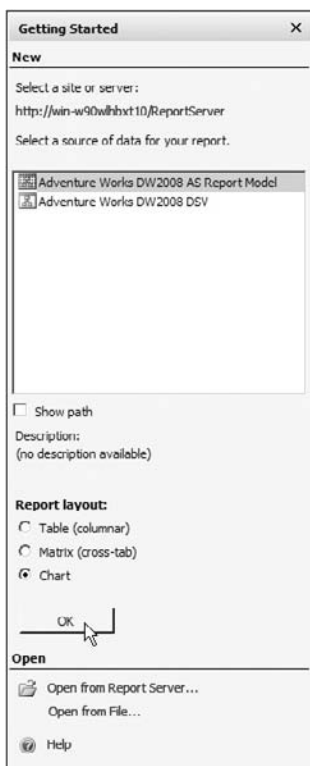 Getting Started
New
Select a site or server:
http://win-w90wlhbxt10/ReportServer
Select a source of data for your report.
Adventure Works DW2008 AS Report Model
Adventure Works DW2008 DSV
Show path
Description:
(no description available)
Report layout:
Table (columnar)
Matrix (cross-tab)
Chart
OK
Open
Open from Report Server...
Open from File...
Help